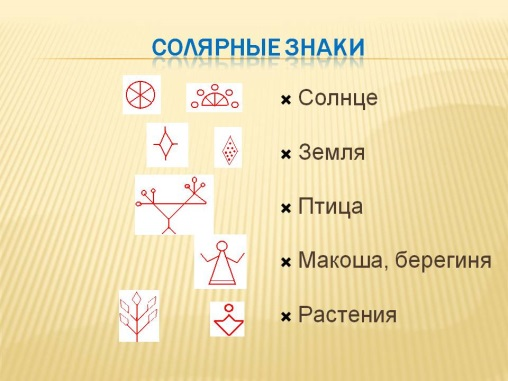 СОЛЯРНЫЕ ЗНАКИ
Солнце
Земля
Птица
Макоша, берегиня
Растения